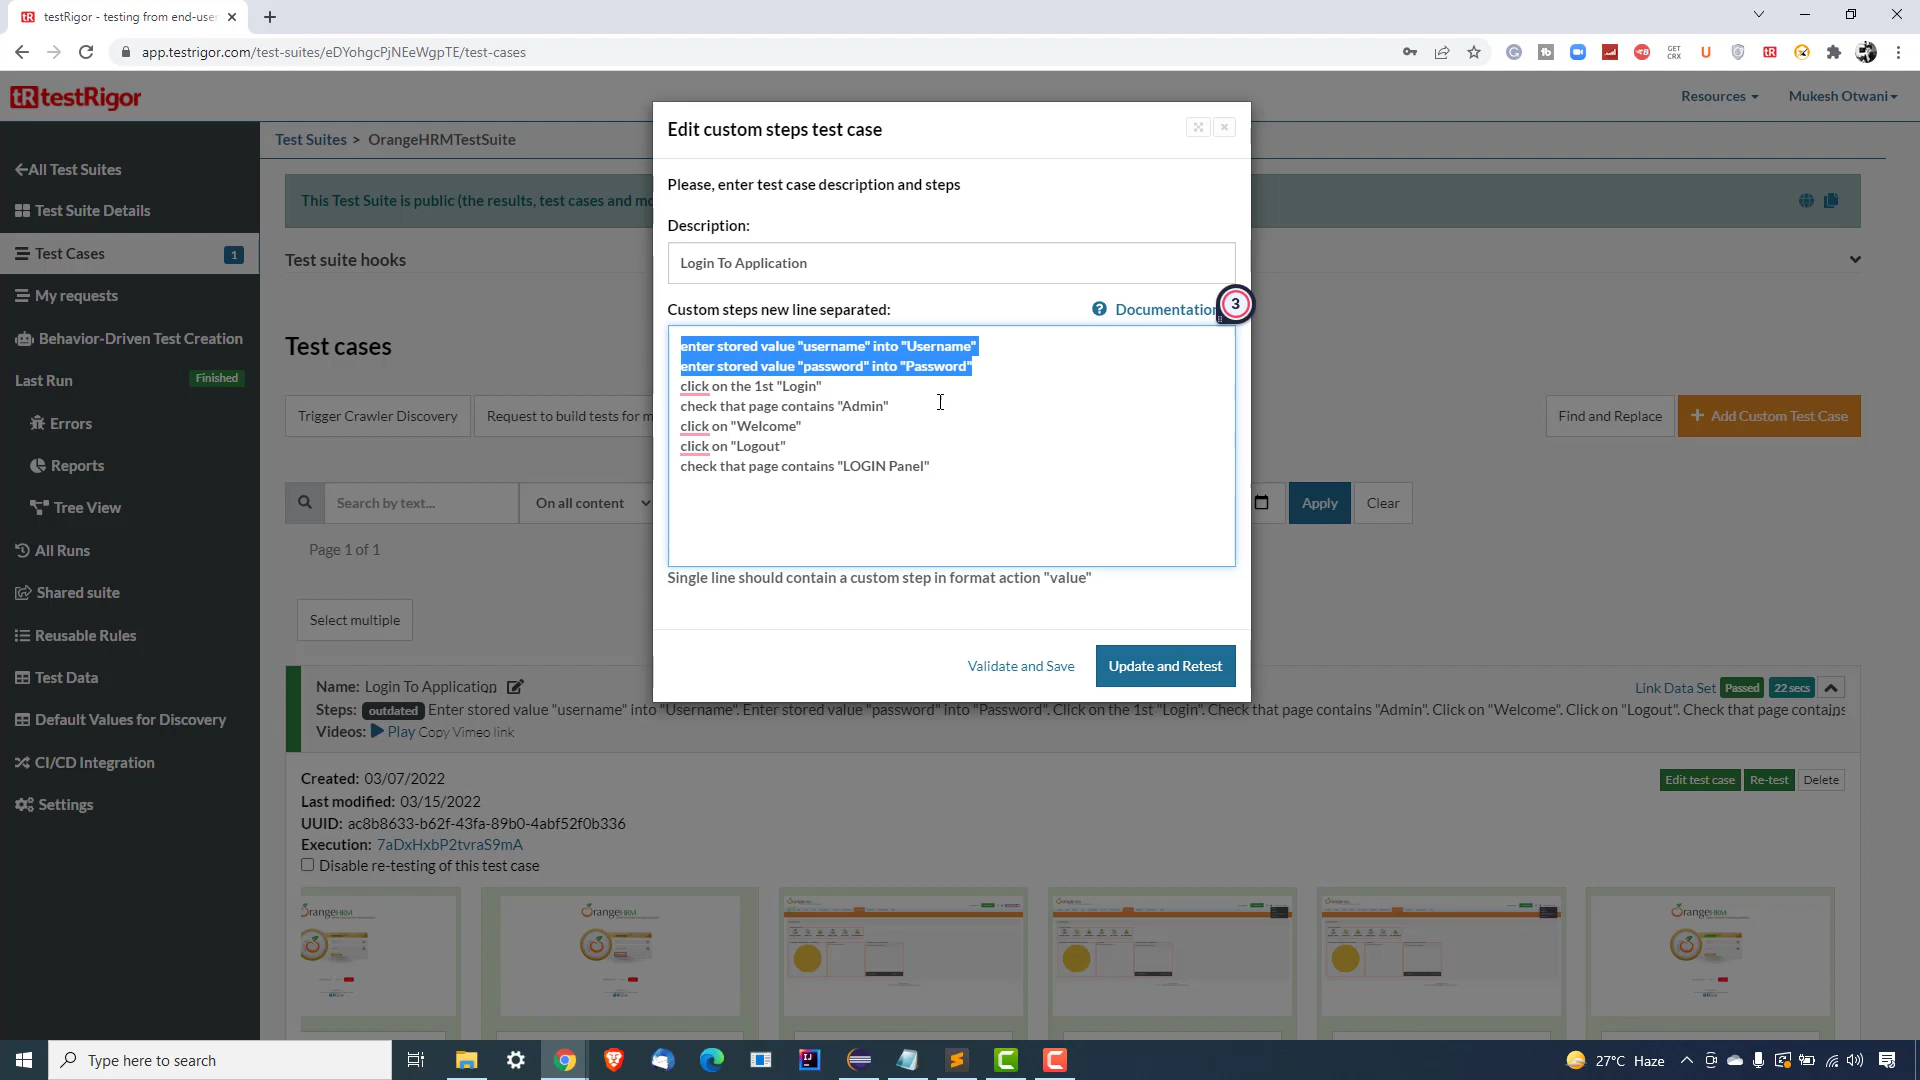 testRigor - testing from end-use
app.testrigor.com/test-suites/eDYohgcPjNEeWgpTE/test-cases
GET
CRX
testRigor
Resources
Mukesh Otwani
All Test Suites
Test Suite Details
Test Cases
1
My requests
Behavior-Driven Test Creation
Last Run
Finished
Errors
Reports
Tree View
All Runs
Shared suite
Reusable Rules
Test Data
Default Values for Discovery
CI/CD Integration
Settings
Test Suites > OrangeHRMTestSuite
This Test Suite is public (the results, test cases and mo
Test suite hooks
Test cases
Trigger Crawler Discovery
Request to build tests for m
Find and Replace
+ Add Custom Test Case
Search by text...
On all content
Apply
Clear
Page 1 of 1
Select multiple
Edit custom steps test case
Please, enter test case description and steps
Description:
Login To Application
Custom steps new line separated:
Documentation
3
enter stored value "username" into "Username"
enter stored value "password" into "Password"
click on the 1st "Login"
check that page contains "Admin"
click on "Welcome"
click on "Logout"
check that page contains "LOGIN Panel"
Single line should contain a custom step in format action "value"
Validate and Save
Update and Retest
Name: Login To Application
Link Data Set
Passed
22 secs
Steps: outdated Enter stored value "username" into "Username". Enter stored value "password" into "Password". Click on the 1st "Login". Check that page contains "Admin". Click on "Welcome". Click on "Logout". Check that page contains
Videos: Play Copy Vimeo link
Created: 03/07/2022
Edit test case
Re-test
Delete
Last modified: 03/15/2022
UUID: ac8b8633-b62f-43fa-89b0-4abf52f0b336
Execution: 7aDxHxbP2tvraS9mA
Disable re-testing of this test case
OrangeHRM
OrangeHRM
OrangeHRM
Type here to search
27°C Haze